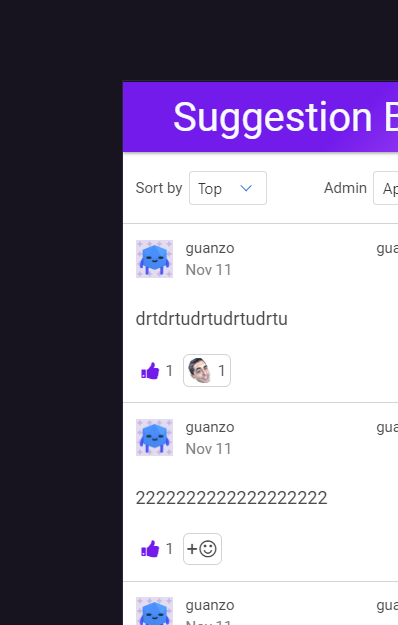 Suggestion B
Sort by Top Admin Ap
guanzo gua
Nov 11
drtdrtudrtudrtudrtu
1 1
guanzo gua
Nov 11
2222222222222222222
1 +
guanzo gua
Nov 11